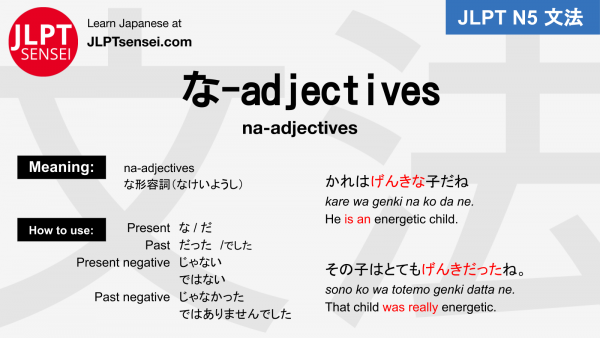 JLPT
SENSEI
Learn Japanese at
JLPTsensei.com
JLPT N5 文法
な-adjectives
na-adjectives
Meaning:
na-adjectives
な形容詞(なけいようし)
How to use:
Present な / だ
Past だった /でした
Present negative じゃない
ではない
Past negative じゃなかった
ではありませんでした
かれはげんきな子だね
kare wa genki na ko da ne.
He is an energetic child.
その子はとてもげんきだったね。
sono ko wa totemo genki datta ne.
That child was really energetic.
文法